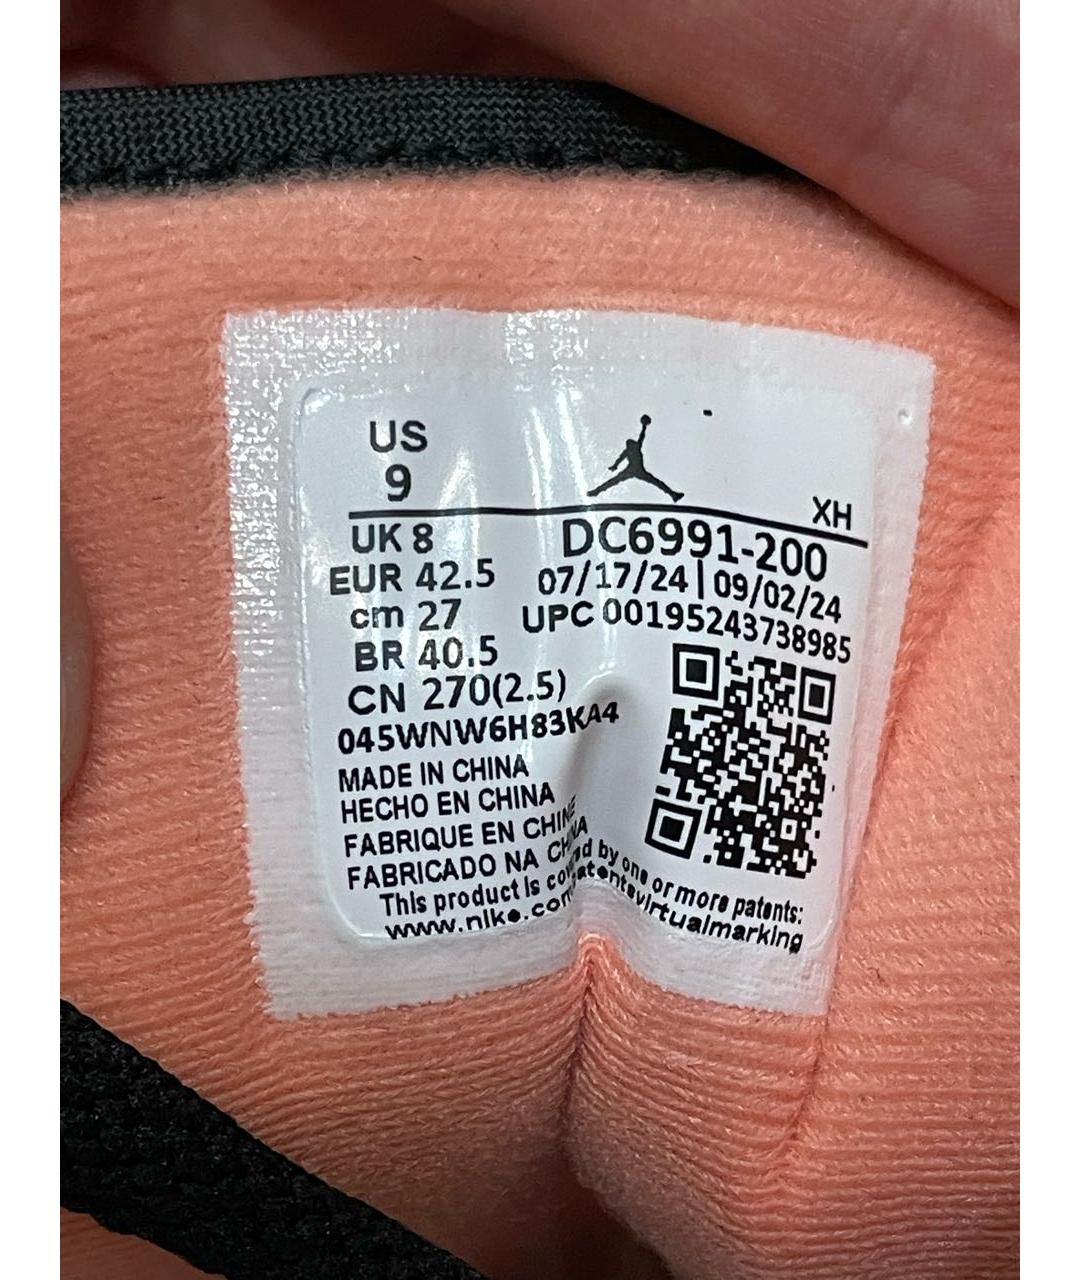 US
9
XH
UK 8
EUR 42.5
cm 27
BR 40.5
CN 270(2.5)
DC6991-200
07/17/24 | 09/02/24
UPC 00195243738985
045WNW6H83KA4
MADE IN CHINA
HECHO EN CHINA
FABRIQUE EN CHINE
FABRICADO NA CHINA
This product is covered by one or more patents:
www.nike.com/patentsvirtualmarking